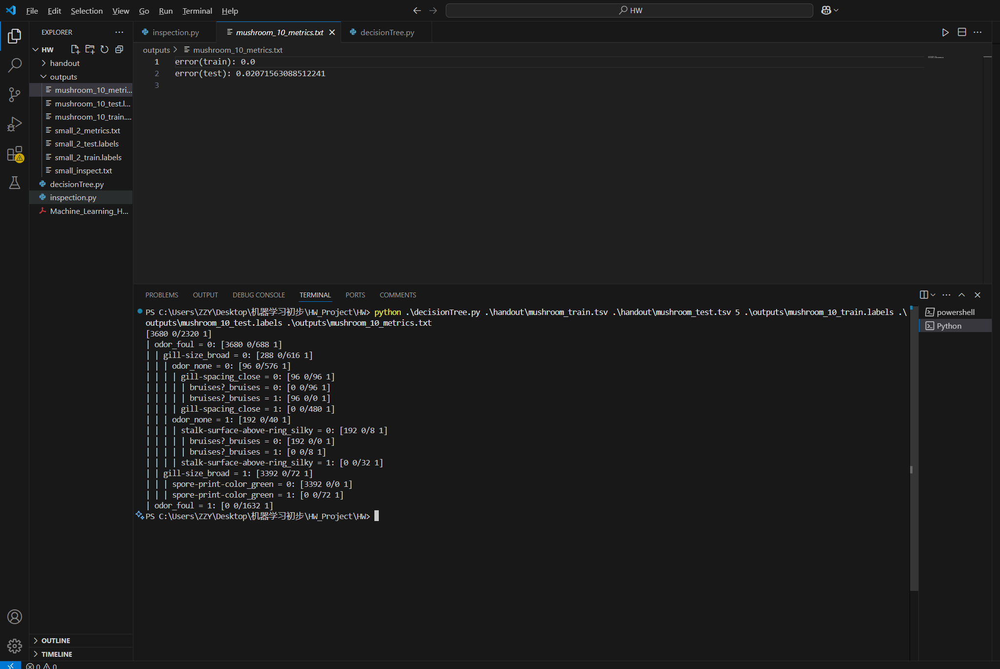 File Edit Selection View Go Run Terminal Help
HW
EXPLORER
HW
handout
outputs
mushroom_10_metri...
mushroom_10_test.l...
mushroom_10_train....
small_2_metrics.txt
small_2_test.labels
small_2_train.labels
small_inspect.txt
decisionTree.py
inspection.py
Machine_Learning_H...
OUTLINE
TIMELINE
inspection.py mushroom_10_metrics.txt decisionTree.py
outputs > mushroom_10_metrics.txt
1 error(train): 0.0
2 error(test): 0.02071563088512241
3
PROBLEMS OUTPUT DEBUG CONSOLE TERMINAL PORTS COMMENTS
PS C:\Users\ZZY\Desktop\机器学习初步\HW_Project\HW> python .\decisionTree.py .\handout\mushroom_train.tsv .\handout\mushroom_test.tsv 5 .\outputs\mushroom_10_train.labels .\
outputs\mushroom_10_test.labels .\outputs\mushroom_10_metrics.txt
[3680 0/2320 1]
| odor_foul = 0: [3680 0/688 1]
| | gill-size_broad = 0: [288 0/616 1]
| | | odor_none = 0: [96 0/576 1]
| | | | gill-spacing_close = 0: [96 0/96 1]
| | | | | bruises?_bruises = 0: [0 0/96 1]
| | | | | bruises?_bruises = 1: [96 0/0 1]
| | | | gill-spacing_close = 1: [0 0/480 1]
| | | odor_none = 1: [192 0/40 1]
| | | | stalk-surface-above-ring_silky = 0: [192 0/8 1]
| | | | | bruises?_bruises = 0: [192 0/0 1]
| | | | | bruises?_bruises = 1: [0 0/8 1]
| | | | stalk-surface-above-ring_silky = 1: [0 0/32 1]
| | gill-size_broad = 1: [3392 0/72 1]
| | | spore-print-color_green = 0: [3392 0/0 1]
| | | spore-print-color_green = 1: [0 0/72 1]
| odor_foul = 1: [0 0/1632 1]
PS C:\Users\ZZY\Desktop\机器学习初步\HW_Project\HW>
powershell
Python
0 0